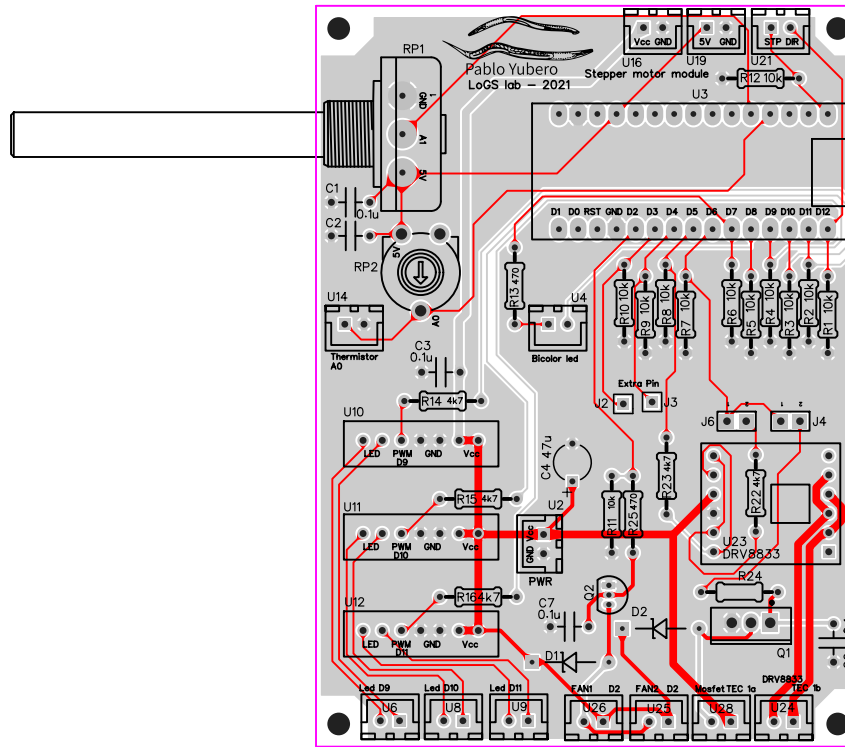 Vcc GND
5V GND
STP DIR
U16
U19
U21
RP1
Pablo Yubero
LoGS lab – 2021
Stepper motor module
R12 10k
U3
GND
A1
5V
C1
0.1u
C2
D1 D0 RST GND D2 D3 D4 D5 D6 D7 D8 D9 D10 D11 D12
5V
RP2
A0
R13 470
U4
Bicolor led
R10 10k
R9 10k
R8 10k
R7 10k
R6 10k
R5 10k
R4 10k
R3 10k
R2 10k
R1 10k
U14
Thermistor
A0
C3
0.1u
R14 4k7
Extra Pin
J2
J3
J6
1 2
1 2
J4
U10
LED PWM GND Vcc
D9
C4 47u
+
R23 4k7
R22 4k7
U11
R15 4k7
LED PWM GND Vcc
D10
U2
Vcc
GND
PWR
R11 10k
R25 470
U23
DRV8833
U12
R16 4k7
LED PWM GND Vcc
D11
C7
0.1u
Q2
D2
R24
Q1
D11
Led D9
U6
Led D10
U8
Led D11
U9
FAN1 D2
U26
FAN2 D2
U25
Mosfet TEC 1a
U28
DRV8833
TEC 1b
U24